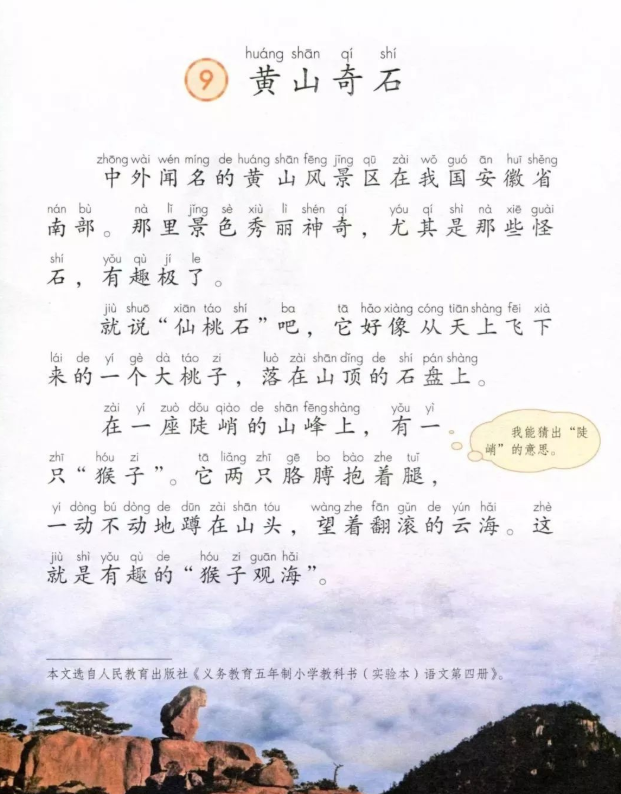 huáng shān qí shí
9 黄山奇石
zhōng wài wén míng de huáng shān fēng jǐng qū zài wǒ guó ān huī shěng
中外闻名的黄山风景区在我国安徽省
nán bù nà lǐ jǐng sè xiù lì shén qí yóu qí shì nà xiē guài
南部。那里景色秀丽神奇，尤其是那些怪
shí yǒu qù jí le
石，有趣极了。
jiù shuō xiān táo shí ba tā hǎo xiàng cóng tiān shàng fēi xià
就说“仙桃石”吧，它好像从天上飞下
lái de yí gè dà táo zi luò zài shān dǐng de shí pán shàng
来的一个大桃子，落在山顶的石盘上。
zài yí zuò dǒu qiào de shān fēng shàng yǒu yì
在一座陡峭的山峰上，有一
我能猜出“陡
峭”的意思。
zhī hóu zi tā liǎng zhī gē bo bào zhe tuǐ
只“猴子”。它两只胳膊抱着腿，
yí dòng bú dòng de dūn zài shān tóu wàng zhe fān gǔn de yún hǎi zhè
一动不动地蹲在山头，望着翻滚的云海。这
jiù shì yǒu qù de hóu zi guān hǎi
就是有趣的“猴子观海”。
本文选自人民教育出版社《义务教育五年制小学教科书（实验本）语文第四册》。